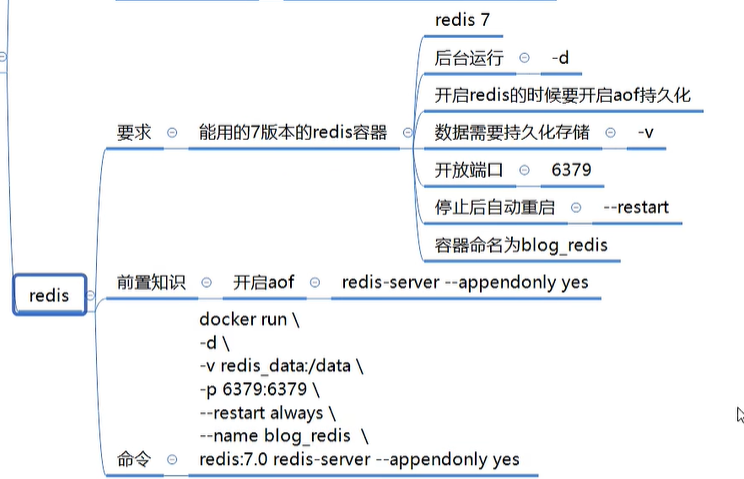 redis
要求
能用的7版本的redis容器
redis 7
后台运行
-d
开启redis的时候要开启aof持久化
数据需要持久化存储
-v
开放端口
6379
停止后自动重启
--restart
容器命名为blog_redis
前置知识
开启aof
redis-server --appendonly yes
命令
docker run \
-d \
-v redis_data:/data \
-p 6379:6379 \
--restart always \
--name blog_redis  \
redis:7.0 redis-server --appendonly yes